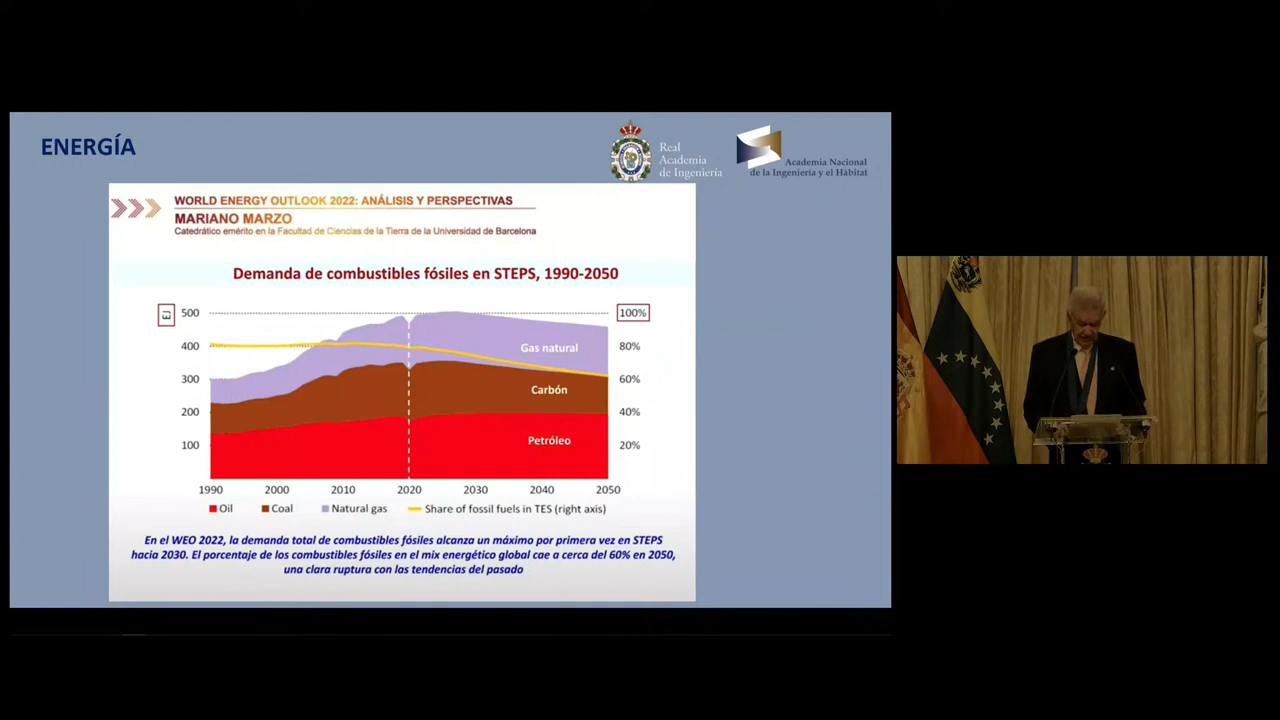 ENERGÍA
Real
Academia
de Ingeniería
Academia Nacional
de la Ingeniería y el Hábitat
WORLD ENERGY OUTLOOK 2022: ANÁLISIS Y PERSPECTIVAS
MARIANO MARZO
Catedrático emérito en la Facultad de Ciencias de la Tierra de la Universidad de Barcelona
Demanda de combustibles fósiles en STEPS, 1990-2050
EJ
500
400
300
200
100
100%
80%
60%
40%
20%
Gas natural
Carbón
Petróleo
1990 2000 2010 2020 2030 2040 2050
Oil Coal Natural gas Share of fossil fuels in TES (right axis)
En el WEO 2022, la demanda total de combustibles fósiles alcanza un máximo por primera vez en STEPS
hacia 2030. El porcentaje de los combustibles fósiles en el mix energético global cae a cerca del 60% en 2050,
una clara ruptura con las tendencias del pasado